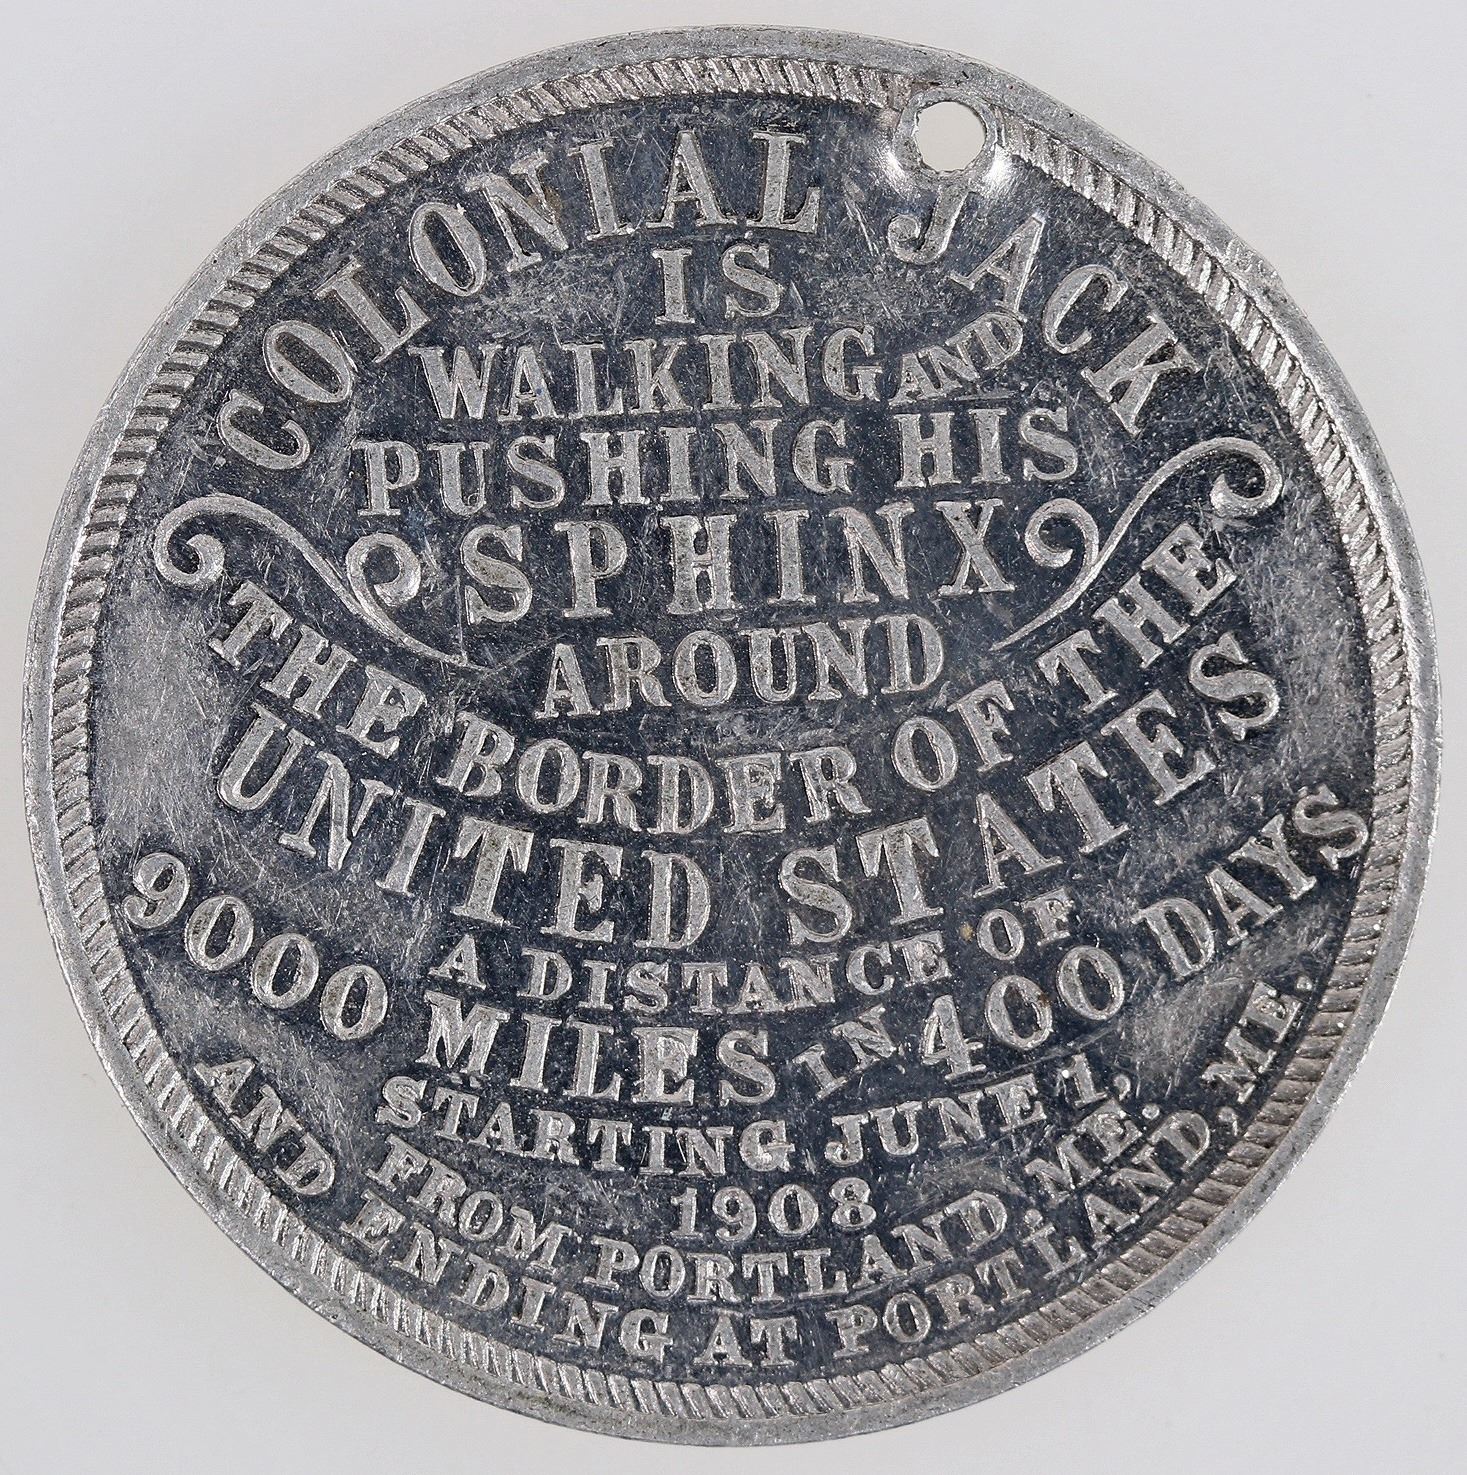 COLONIAL JACK
IS
WALKING AND
PUSHING HIS
SPHINX
AROUND
THE BORDER OF THE
UNITED STATES
A DISTANCE OF
9000 MILES IN 400 DAYS
STARTING JUNE 1,
1908
FROM PORTLAND, ME.
AND ENDING AT PORTLAND, ME.